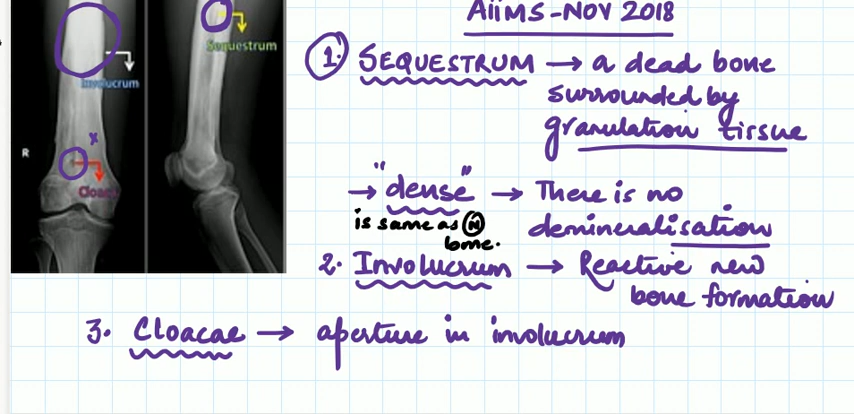 AiiMS-NOV 2018
1. SEQUESTRUM → a dead bone
surrounded by
granulation tissue
→ "dense" → There is no
is same as Ⓝ demineralisation
bone.
2. Involucrum → Reactive new
bone formation
3. Cloacae → aperture in involucrum
Involucrum
x
R
Cloaca
Sequestrum